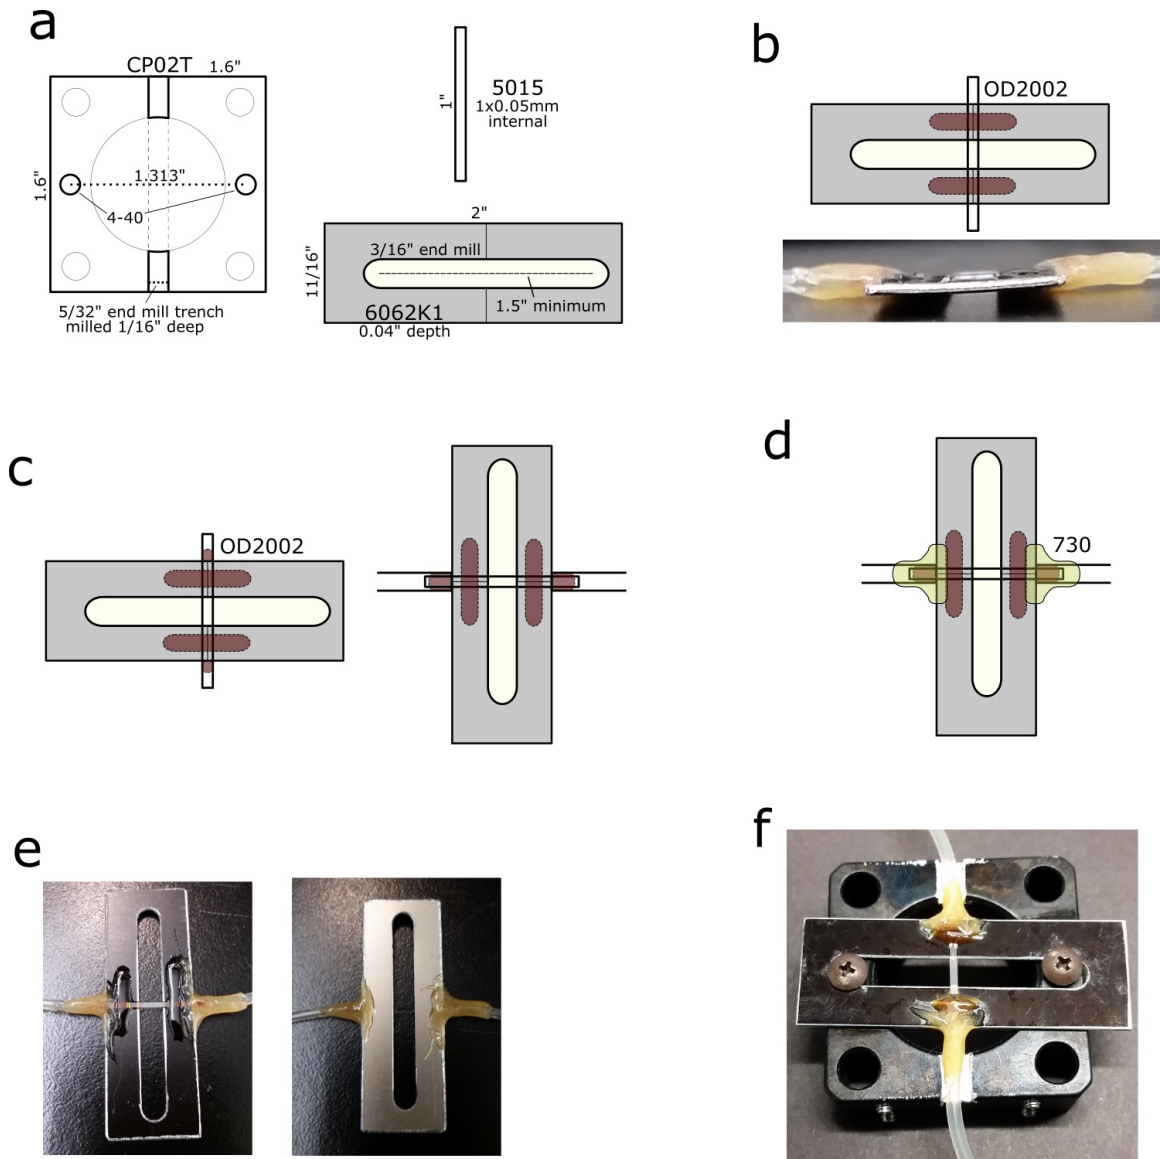 a
CP02T
1.6"
1.6"
1.313"
4-40
5/32" end mill trench
milled 1/16" deep
1"
5015
1x0.05mm
internal
2"
11/16"
3/16" end mill
1.5" minimum
6062K1
0.04" depth
b
OD2002
c
OD2002
d
730
e
f